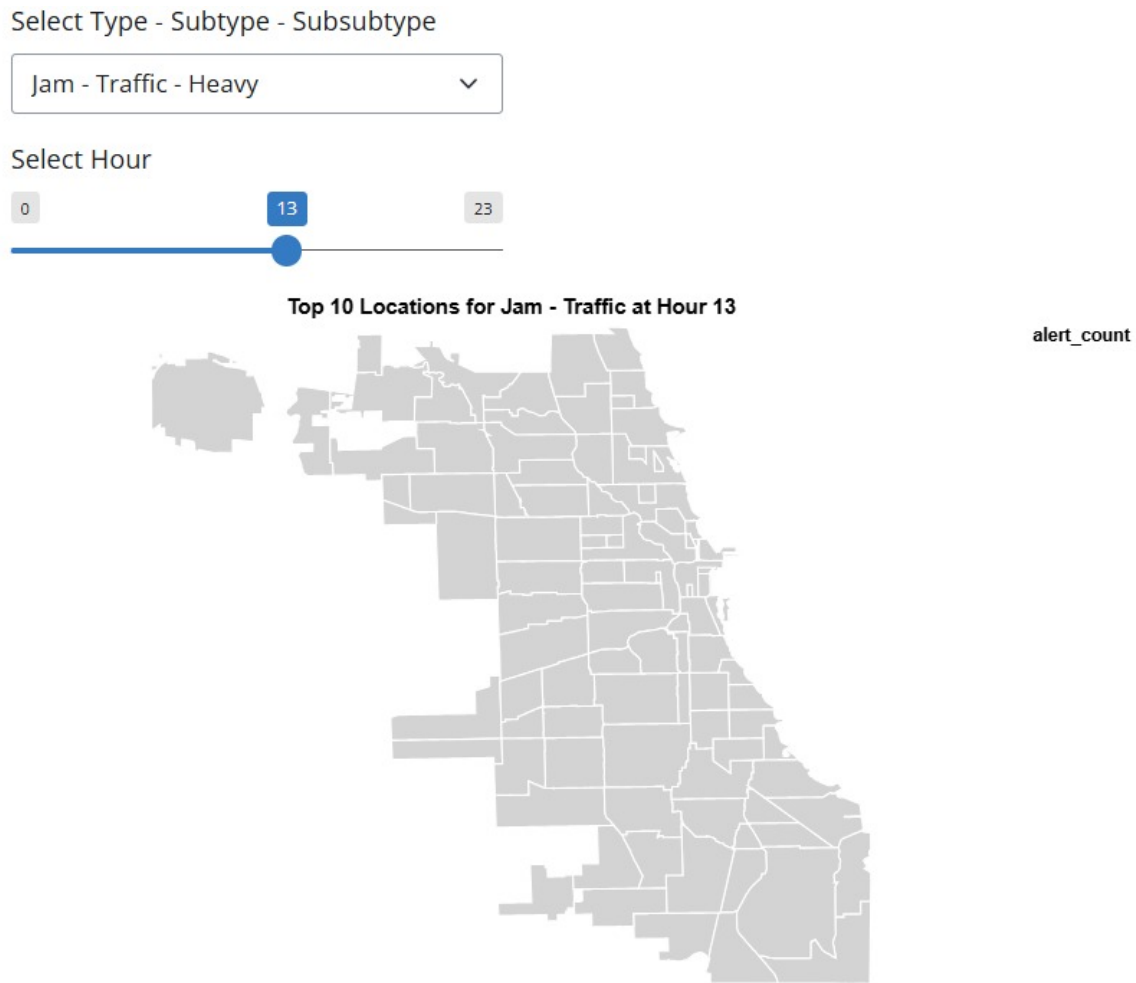 Select Type - Subtype - Subsubtype
Jam - Traffic - Heavy
Select Hour
0 13 23
Top 10 Locations for Jam - Traffic at Hour 13
alert_count